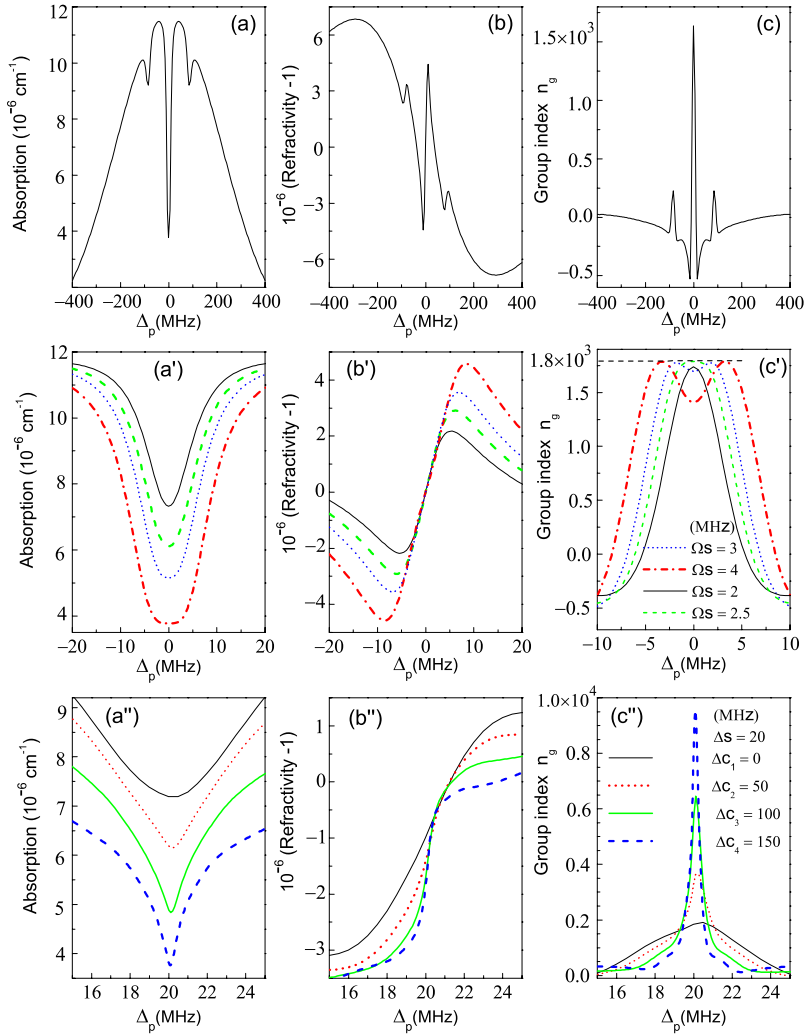 (a)
Absorption (10⁻⁶ cm⁻¹)
12
10
8
6
4
−400 −200 0 200 400
Δp(MHz)
(b)
10⁻⁶ (Refractivity -1)
6
3
0
−3
−6
−400 −200 0 200 400
Δp(MHz)
(c)
Group index n_g
1.5×10³
1.0
0.5
0.0
−0.5
−400 −200 0 200 400
Δp(MHz)
(a')
Absorption (10⁻⁶ cm⁻¹)
12
10
8
6
4
−20 −10 0 10 20
Δp(MHz)
(b')
10⁻⁶ (Refractivity -1)
4
2
0
−2
−4
−20 −10 0 10 20
Δp(MHz)
(c')
Group index n_g
1.8×10³
1.5
1.0
0.5
0.0
−0.5
(MHz)
Ωs = 3
Ωs = 4
Ωs = 2
Ωs = 2.5
−10 −5 0 5 10
Δp(MHz)
(a'')
Absorption (10⁻⁶ cm⁻¹)
9
8
7
6
5
4
16 18 20 22 24
Δp(MHz)
(b'')
10⁻⁶ (Refractivity -1)
1
0
−1
−2
−3
16 18 20 22 24
Δp(MHz)
(c'')
Group index n_g
1.0×10⁴
0.8
0.6
0.4
0.2
0.0
(MHz)
Δs = 20
Δc₁ = 0
Δc₂ = 50
Δc₃ = 100
Δc₄ = 150
16 18 20 22 24
Δp(MHz)